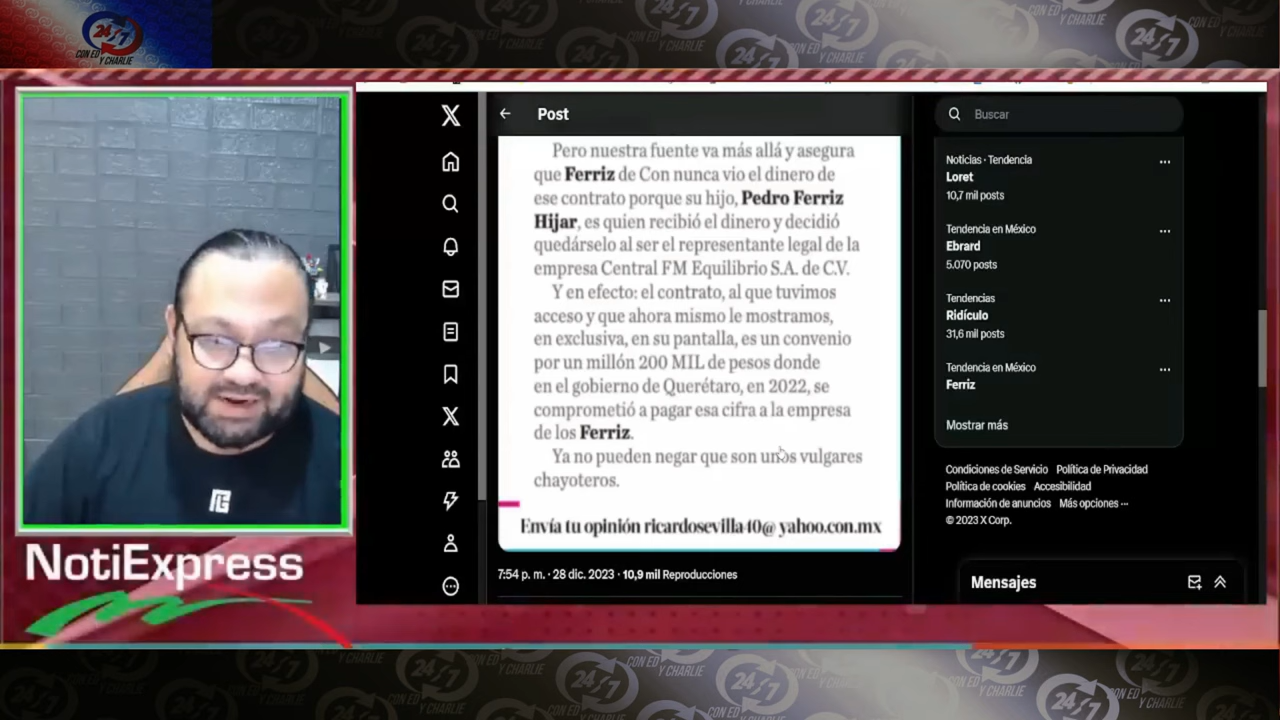 24/7
CON ED
Y CHARLIE
NotiExpress
Post
Pero nuestra fuente va más allá y asegura
que Ferriz de Con nunca vio el dinero de
ese contrato porque su hijo, Pedro Ferriz
Hijar, es quien recibió el dinero y decidió
quedárselo al ser el representante legal de la
empresa Central FM Equilibrio S.A. de C.V.
Y en efecto: el contrato, al que tuvimos
acceso y que ahora mismo le mostramos,
en exclusiva, en su pantalla, es un convenio
por un millón 200 MIL de pesos donde
en el gobierno de Querétaro, en 2022, se
comprometió a pagar esa cifra a la empresa
de los Ferriz.
Ya no pueden negar que son unos vulgares
chayoteros.
Envía tu opinión ricardosevilla40@ yahoo.con.mx
7:54 p. m. · 28 dic. 2023 · 10,9 mil Reproducciones
Buscar
Noticias · Tendencia
Loret
10,7 mil posts
Tendencia en México
Ebrard
5.070 posts
Tendencias
Ridículo
31,6 mil posts
Tendencia en México
Ferriz
Mostrar más
Condiciones de Servicio Política de Privacidad
Política de cookies Accesibilidad
Información de anuncios Más opciones ···
© 2023 X Corp.
Mensajes